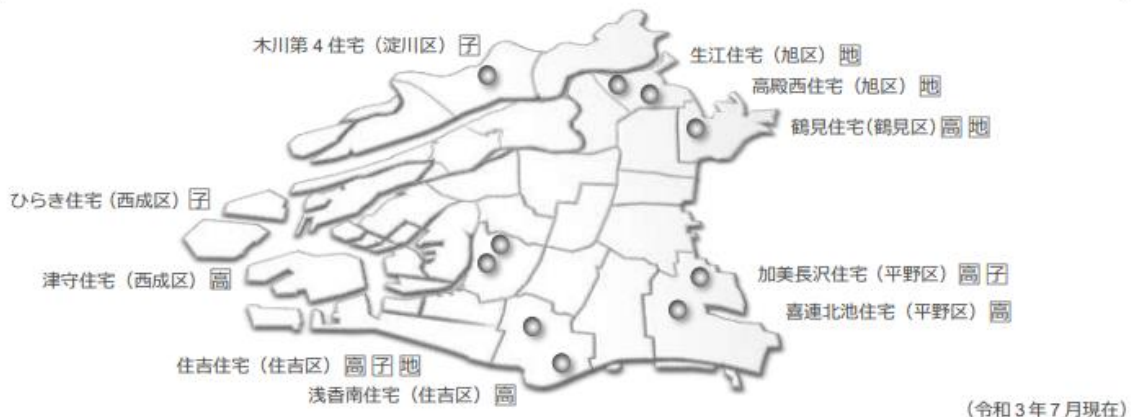 木川第4住宅（淀川区）子
生江住宅（旭区）地
高殿西住宅（旭区）地
鶴見住宅(鶴見区)高 地
ひらき住宅（西成区）子
津守住宅（西成区）高
加美長沢住宅（平野区）高 子
喜連北池住宅（平野区）高
住吉住宅（住吉区）高 子 地
浅香南住宅（住吉区）高
（令和3年7月現在）